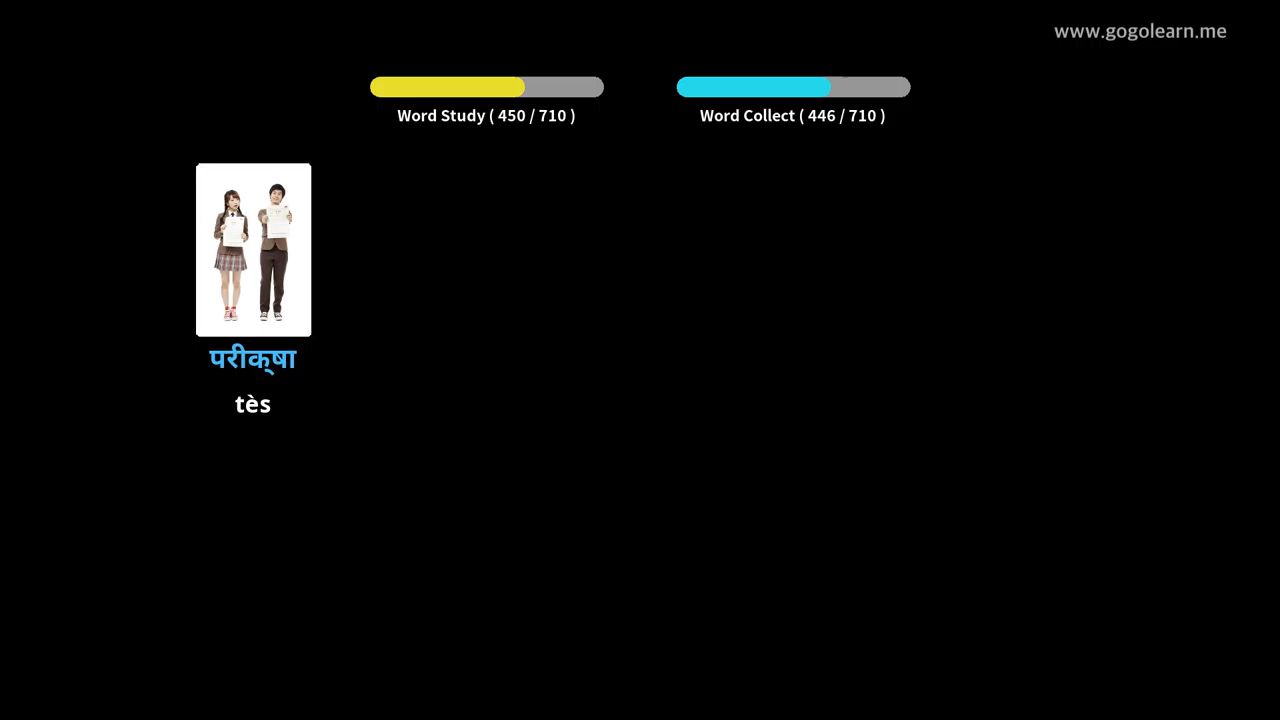 www.gogolearn.me
Word Study ( 450 / 710 )
Word Collect ( 446 / 710 )
परीक्‌षा
tès